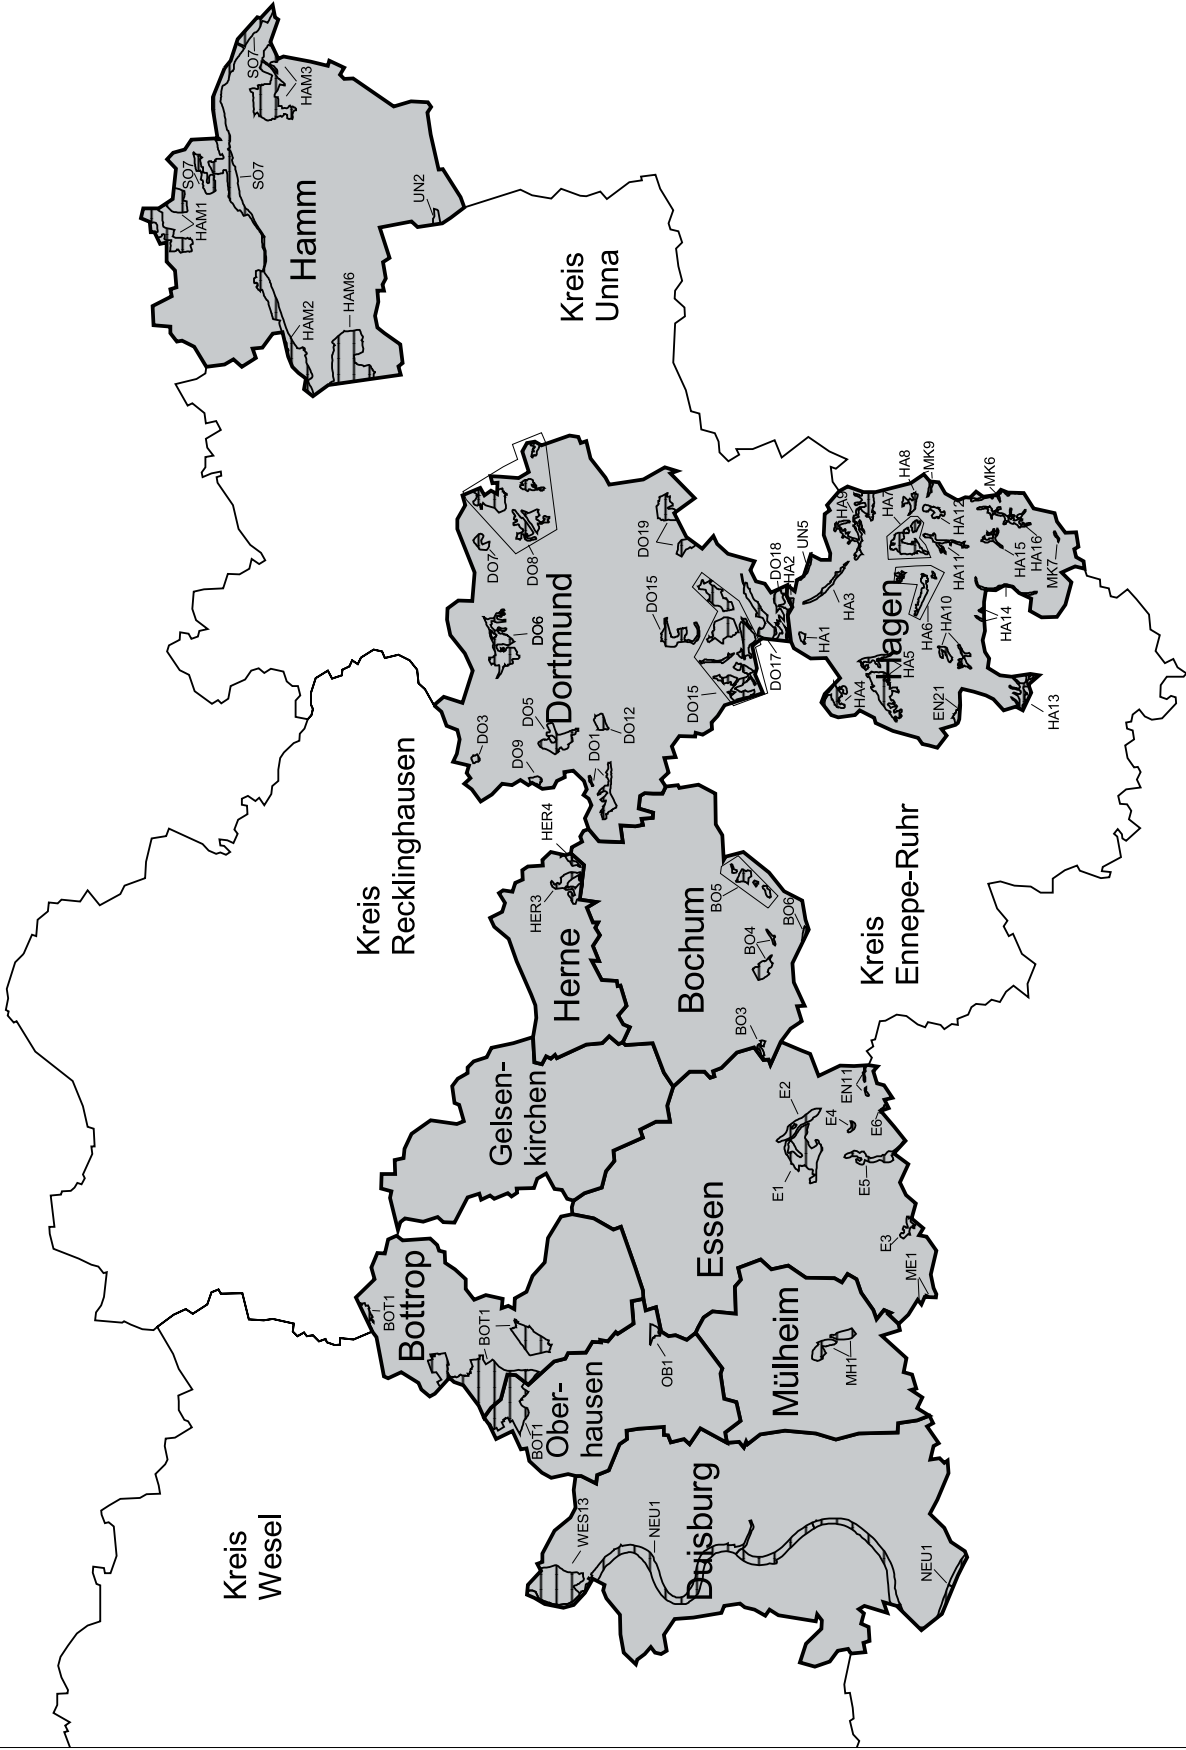 SO7
HAM3
SO7
SO7
HAM1
UN2
Hamm
HAM2
HAM6
Kreis
Unna
DO7
DO8
DO6
Dortmund
DO5
DO3
DO9
DO12
DO1
DO19
DO15
DO15
DO17
DO18
HA2
UN5
HA1
HA3
HA4
HA9
HA7
HA8
MK9
HA12
MK6
HA11
HA15
HA16
MK7
Hagen
HA5
HA6
HA10
HA14
EN21
HA13
Kreis
Recklinghausen
HER4
HER3
Herne
Bochum
BO5
BO6
BO4
BO3
Kreis
Ennepe-Ruhr
Gelsen-
kirchen
Essen
E2
E1
E4
EN11
E6
E5
E3
ME1
Bottrop
BOT1
BOT1
BOT1
Ober-
hausen
OB1
Mülheim
MH1
Kreis
Wesel
WES13
NEU1
Duisburg
NEU1